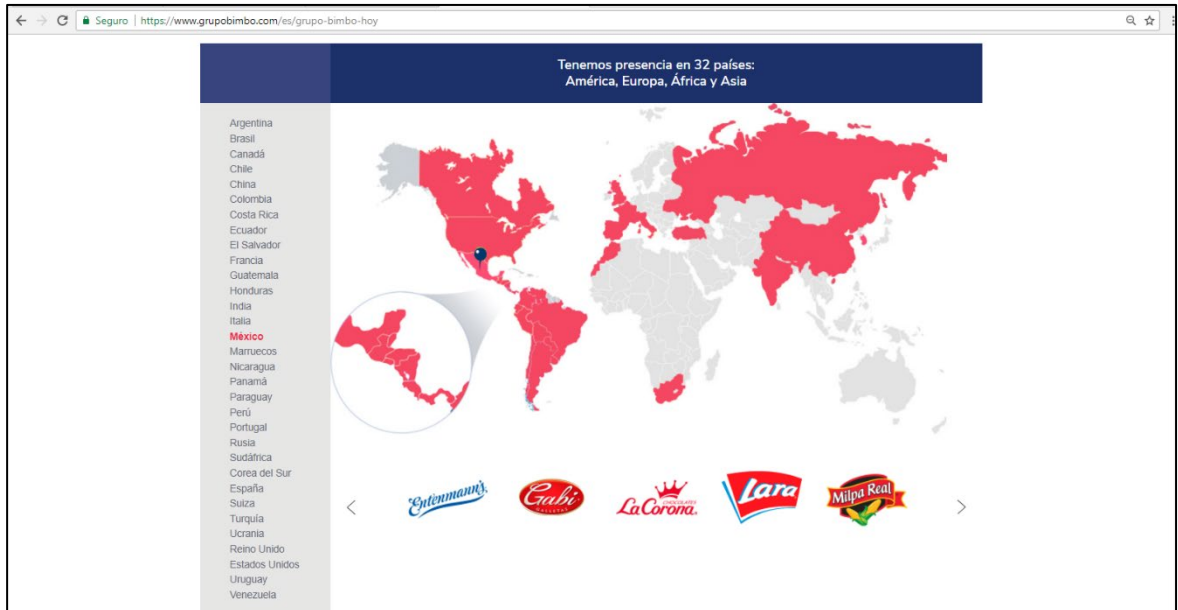 Seguro | https://www.grupobimbo.com/es/grupo-bimbo-hoy
Tenemos presencia en 32 países:
América, Europa, África y Asia
Argentina
Brasil
Canadá
Chile
China
Colombia
Costa Rica
Ecuador
El Salvador
Francia
Guatemala
Honduras
India
Italia
México
Marruecos
Nicaragua
Panamá
Paraguay
Perú
Portugal
Rusia
Sudáfrica
Corea del Sur
España
Suiza
Turquía
Ucrania
Reino Unido
Estados Unidos
Uruguay
Venezuela
Entenmann's.
Gabi
GALLETAS
CHOCOLATES
La Corona.
Lara
Milpa Real